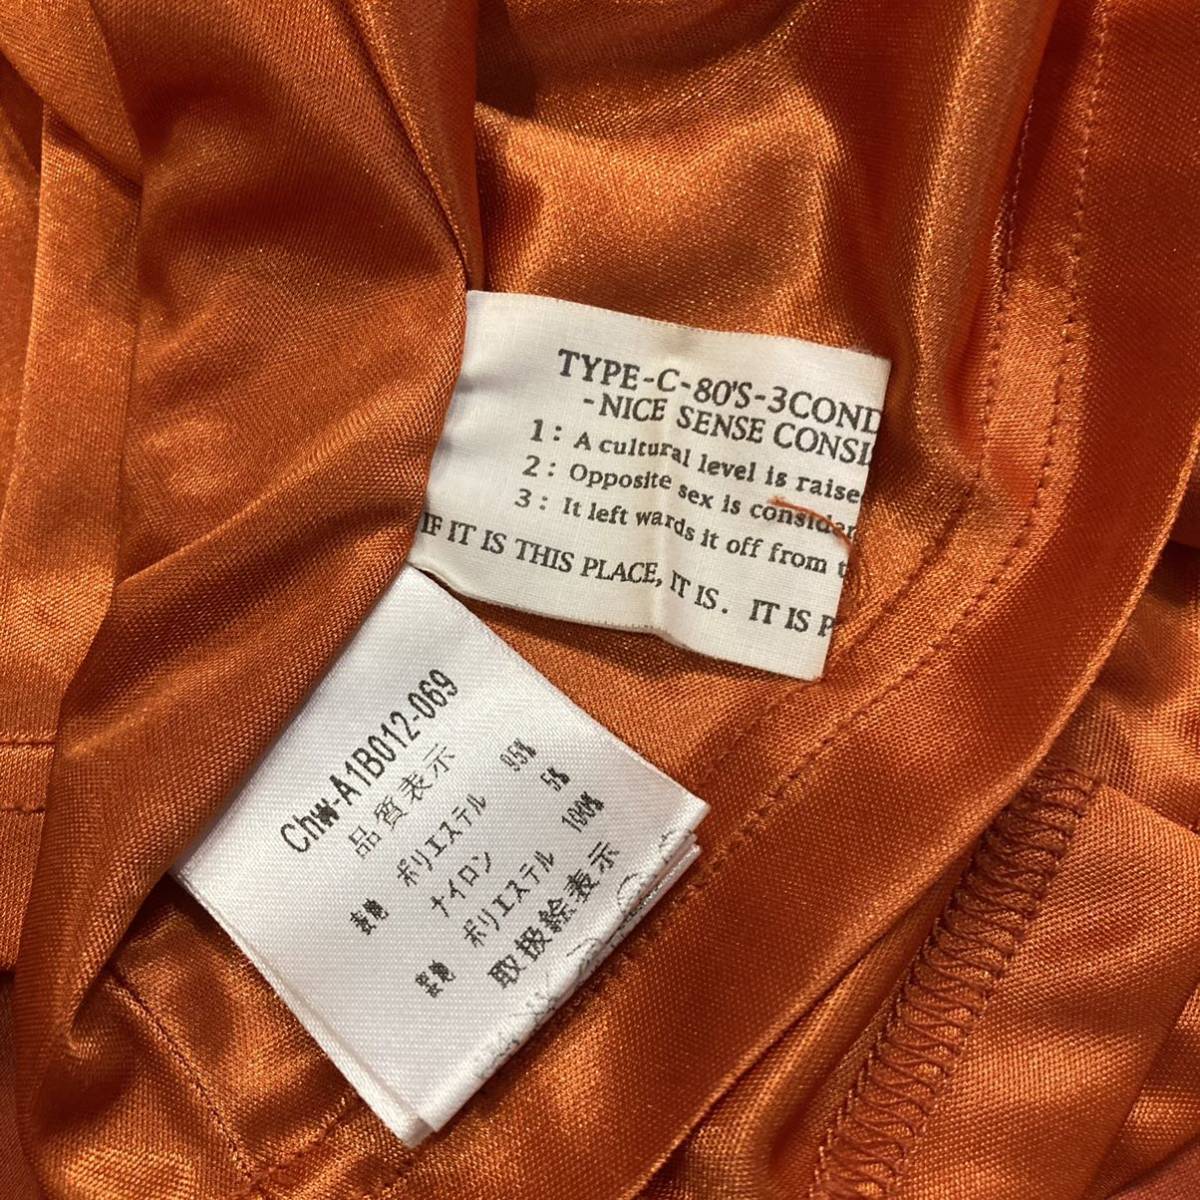 TYPE-C-80'S-3COND
-NICE SENSE CONSI
1: A cultural level is raise
2: Opposite sex is consider
3: It left wards it off from t
IF IT IS THIS PLACE, IT IS. IT IS P
Chw-A1B012-069
品質表示
表地 ポリエステル 95%
ナイロン 5%
裏地 ポリエステル 100%
取扱絵表示